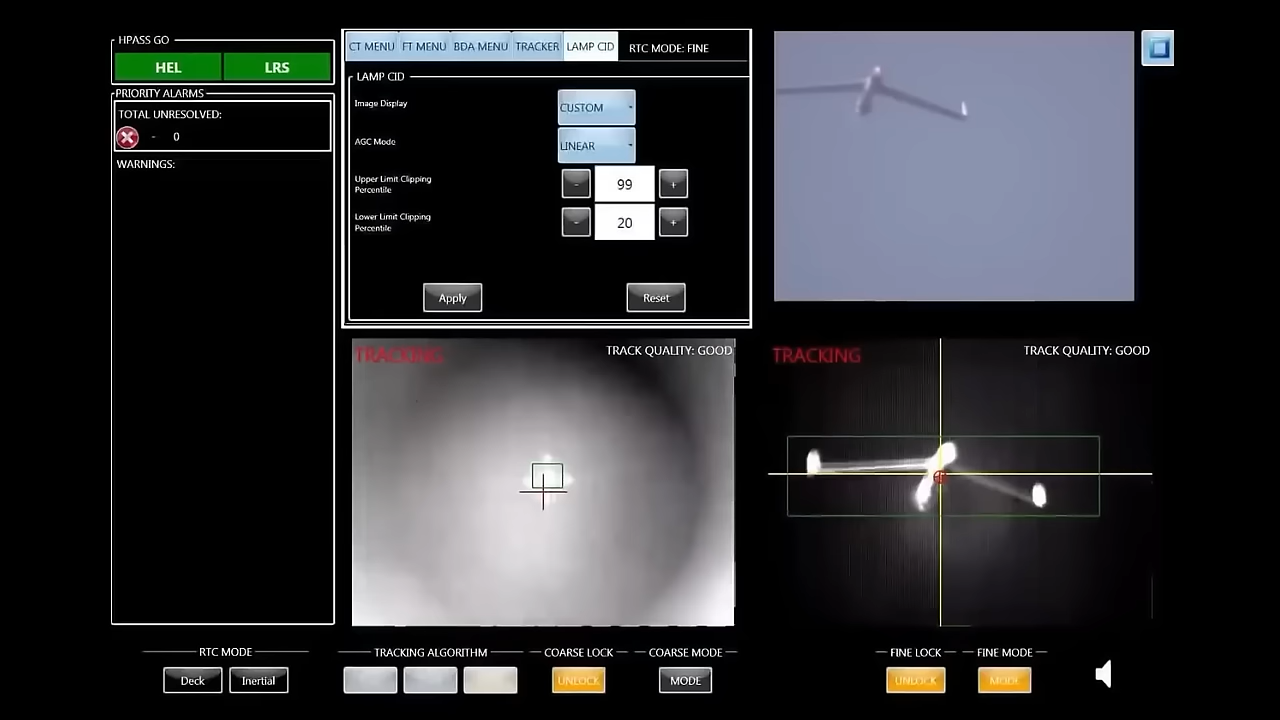 HPASS GO
HEL
LRS
PRIORITY ALARMS
TOTAL UNRESOLVED:
- 0
WARNINGS:
CT MENU
FT MENU
BDA MENU
TRACKER
LAMP CID
RTC MODE: FINE
LAMP CID
Image Display
CUSTOM
AGC Mode
LINEAR
Upper Limit Clipping
Percentile
-
99
+
Lower Limit Clipping
Percentile
-
20
+
Apply
Reset
TRACKING
TRACK QUALITY: GOOD
TRACKING
TRACK QUALITY: GOOD
RTC MODE
Deck
Inertial
TRACKING ALGORITHM
COARSE LOCK
UNLOCK
COARSE MODE
MODE
FINE LOCK
UNLOCK
FINE MODE
MODE